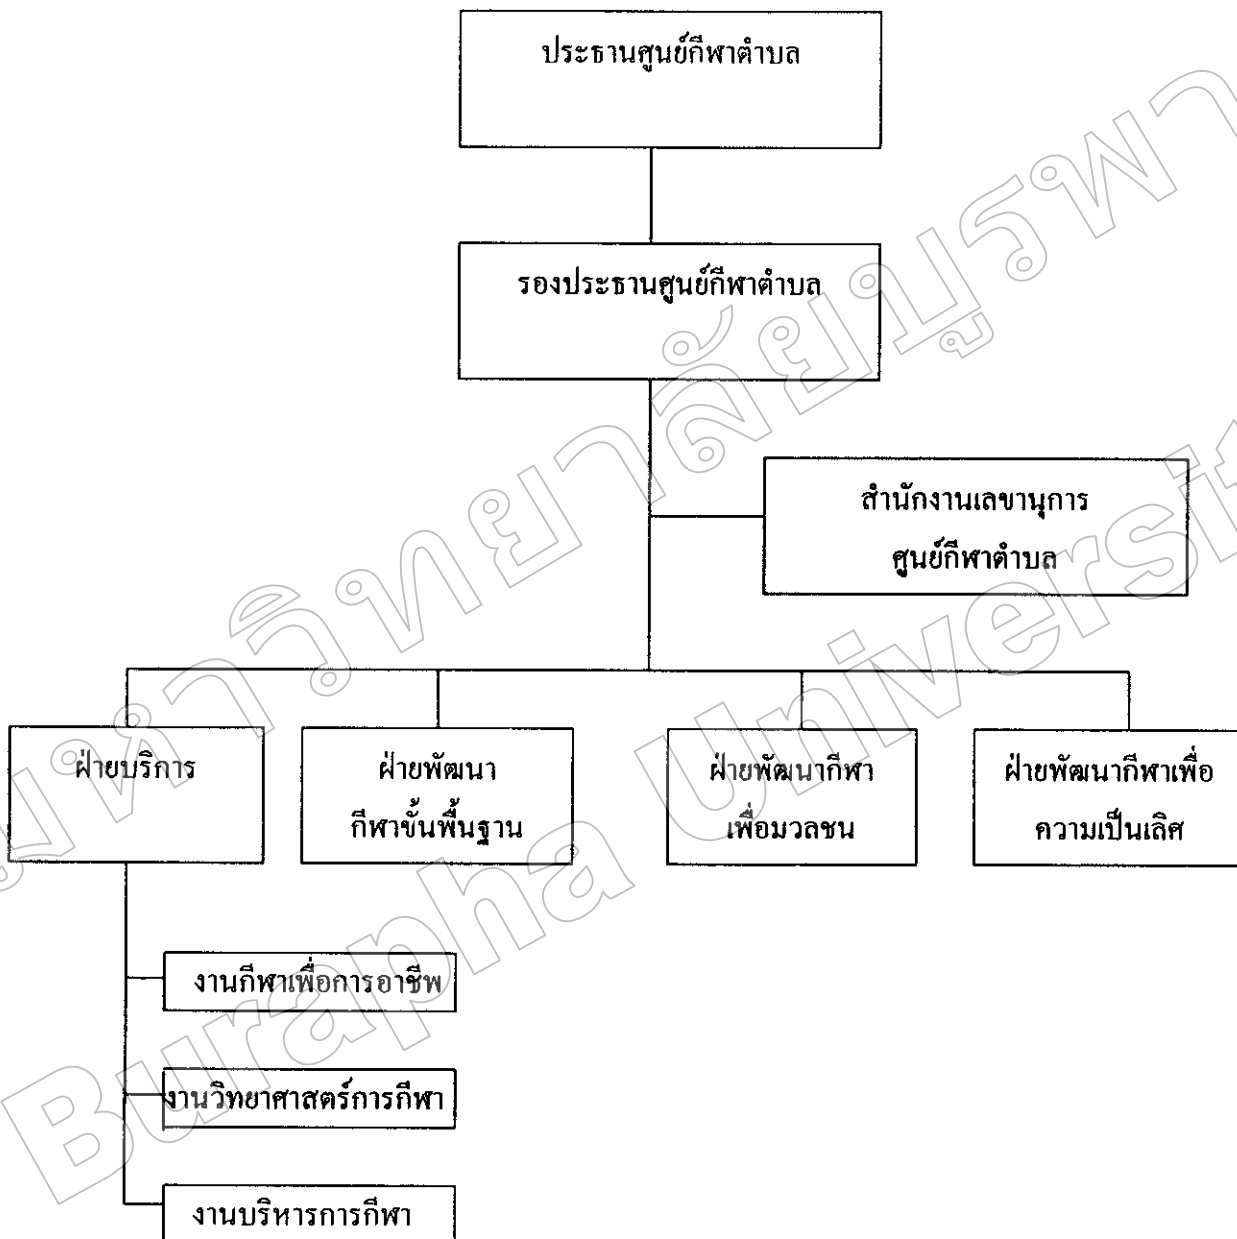 ประธานศูนย์กีฬาตำบล
รองประธานศูนย์กีฬาตำบล
สำนักงานเลขานุการ
ศูนย์กีฬาตำบล
ฝ่ายบริการ
ฝ่ายพัฒนา
กีฬาขั้นพื้นฐาน
ฝ่ายพัฒนากีฬา
เพื่อมวลชน
ฝ่ายพัฒนากีฬาเพื่อ
ความเป็นเลิศ
งานกีฬาเพื่อการอาชีพ
งานวิทยาศาสตร์การกีฬา
งานบริหารการกีฬา
Burapha Universit